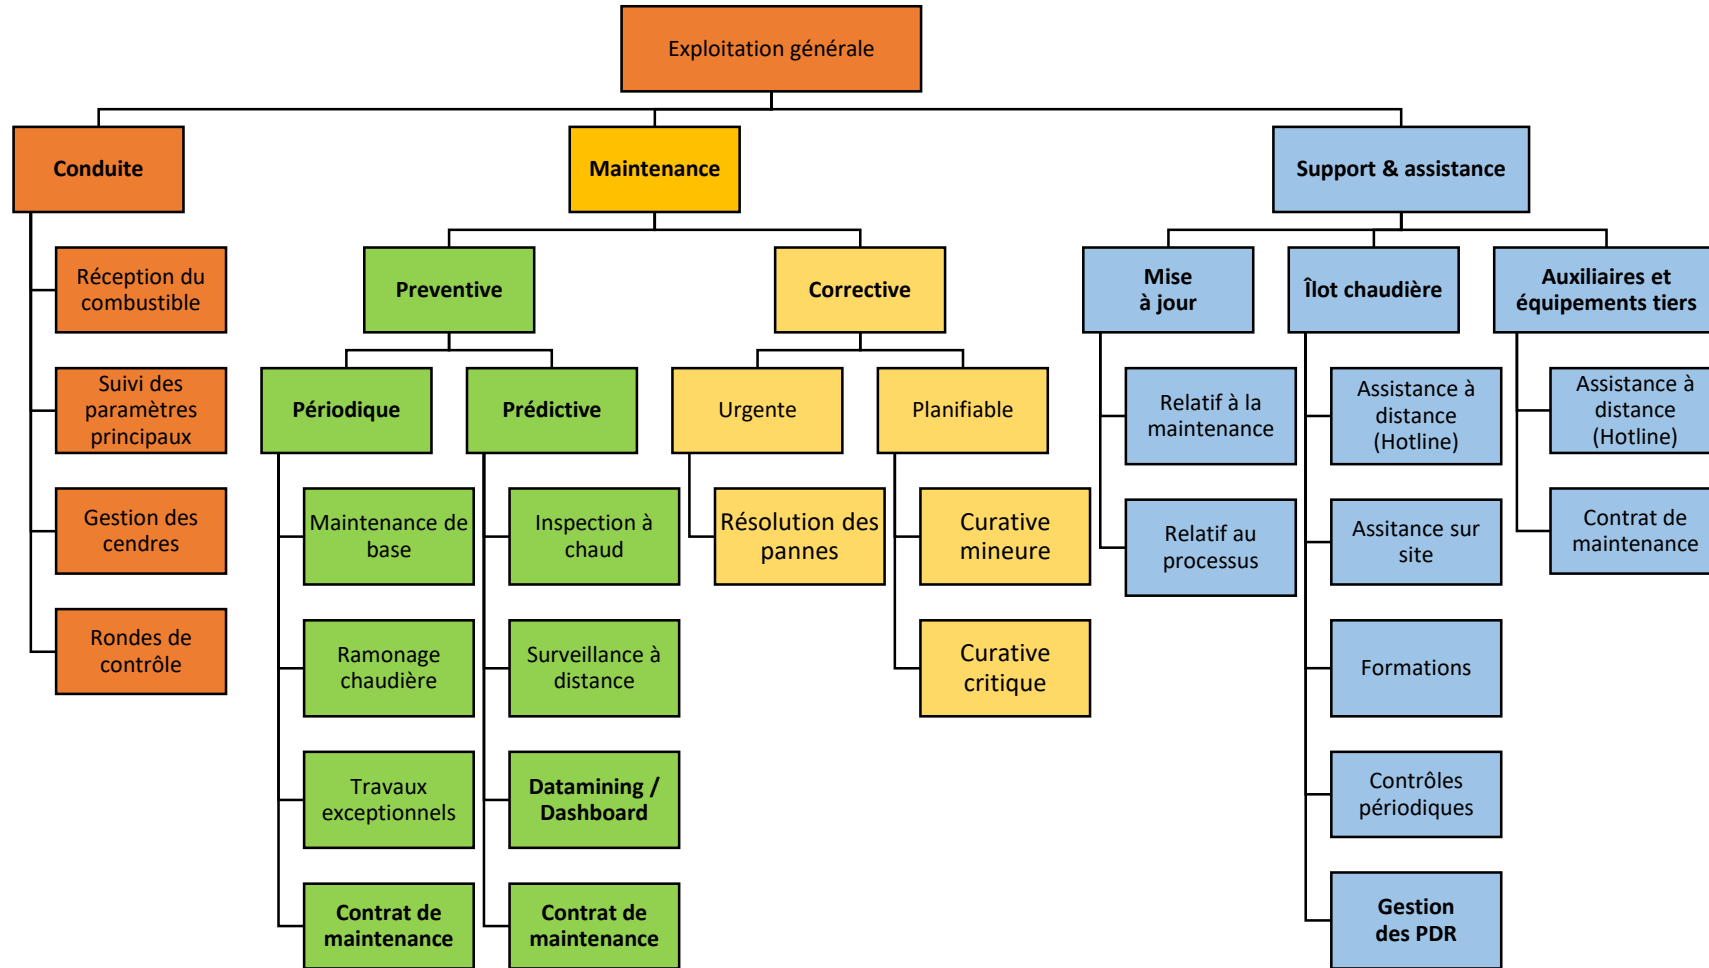 Exploitation générale
Conduite
Maintenance
Support & assistance
Réception du
combustible
Suivi des
paramètres
principaux
Gestion des
cendres
Rondes de
contrôle
Preventive
Corrective
Périodique
Prédictive
Urgente
Planifiable
Maintenance de
base
Ramonage
chaudière
Travaux
exceptionnels
Contrat de
maintenance
Inspection à
chaud
Surveillance à
distance
Datamining /
Dashboard
Contrat de
maintenance
Résolution des
pannes
Curative
mineure
Curative
critique
Mise
à jour
Îlot chaudière
Auxiliaires et
équipements tiers
Relatif à la
maintenance
Relatif au
processus
Assistance à
distance
(Hotline)
Assitance sur
site
Formations
Contrôles
périodiques
Gestion
des PDR
Assistance à
distance
(Hotline)
Contrat de
maintenance